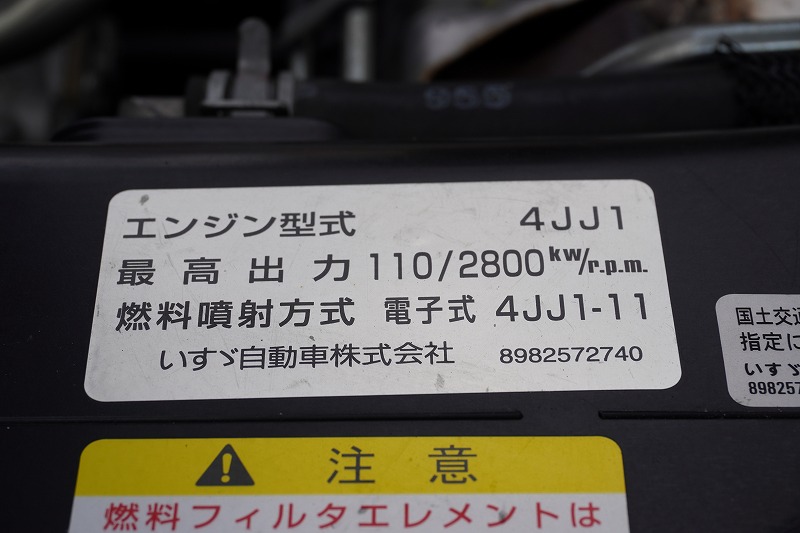 965
エンジン型式 4JJ1
最高出力 110/2800 kw/r.p.m.
燃料噴射方式 電子式 4JJ1-11
いすゞ自動車株式会社 8982572740
国土交通
指定に
いすゞ
898257
注意
燃料フィルタエレメントは